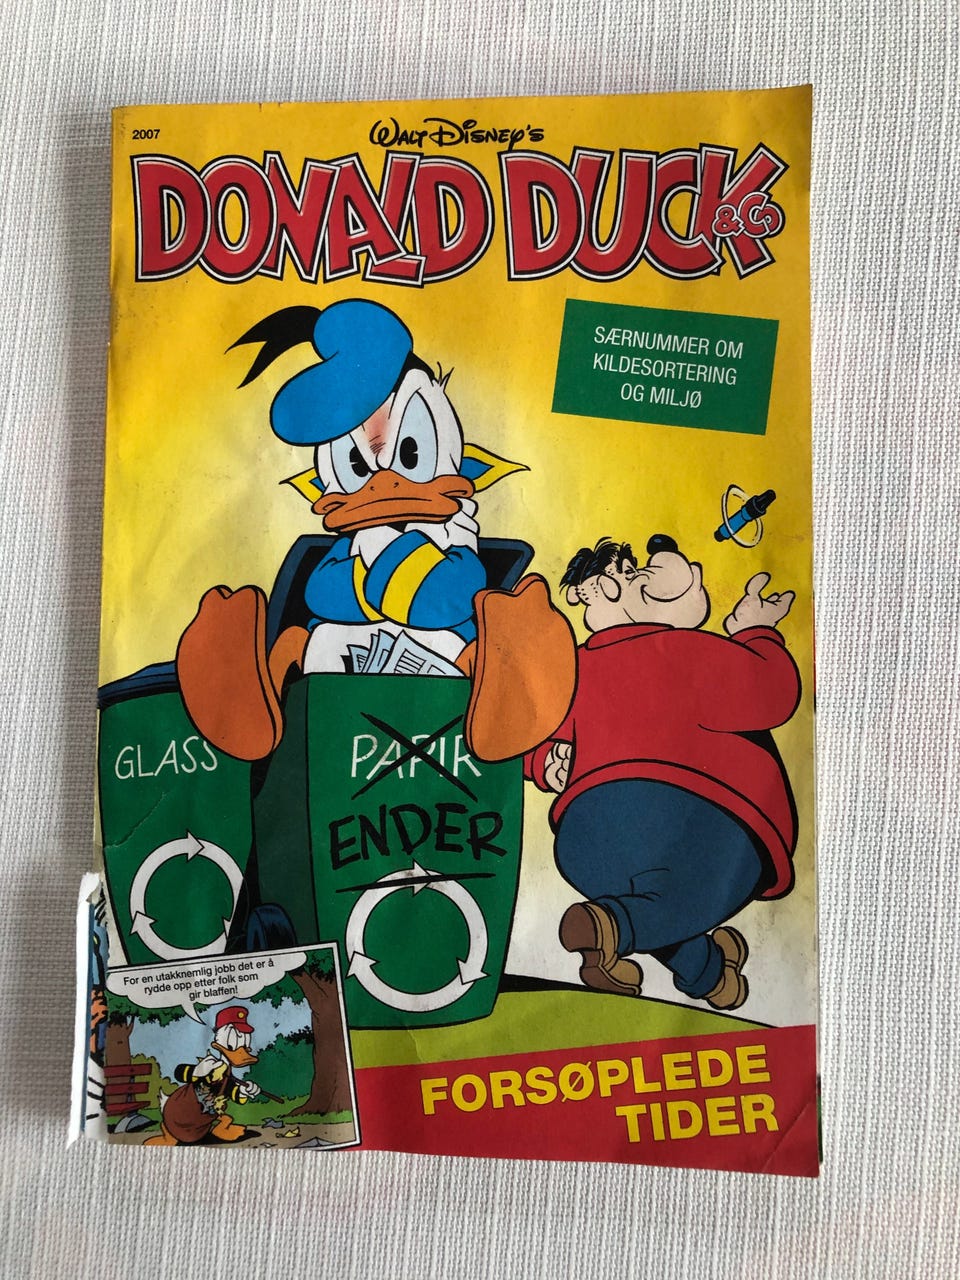 2007
WALT DISNEY'S
DONALD DUCK
& Co
SÆRNUMMER OM
KILDESORTERING
OG MILJØ
GLASS
PAPIR
ENDER
For en utakknemlig jobb det er å
rydde opp etter folk som
gir blaffen!
FORSØPLEDE
TIDER